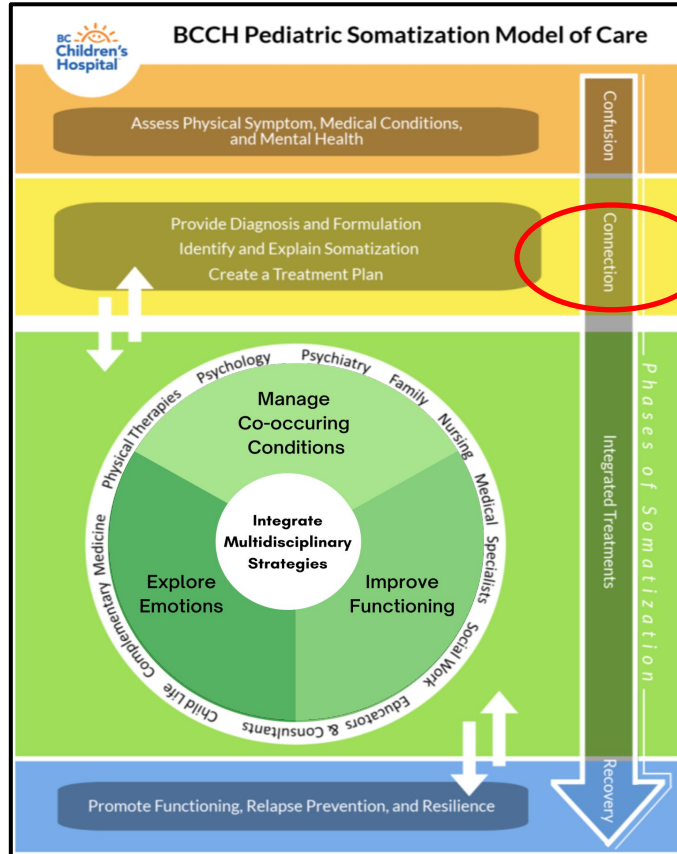 BC
Children's
Hospital
BCCH Pediatric Somatization Model of Care
Assess Physical Symptom, Medical Conditions,
and Mental Health
Confusion
Provide Diagnosis and Formulation
Identify and Explain Somatization
Create a Treatment Plan
Connection
Physical Therapies
Psychology
Psychiatry
Family
Nursing
Medical Specialists
Social Work
Educators & Consultants
Child Life
Complementary Medicine
Manage
Co-occuring
Conditions
Integrate
Multidisciplinary
Strategies
Explore
Emotions
Improve
Functioning
Integrated Treatments
Phases of Somatization
Promote Functioning, Relapse Prevention, and Resilience
Recovery